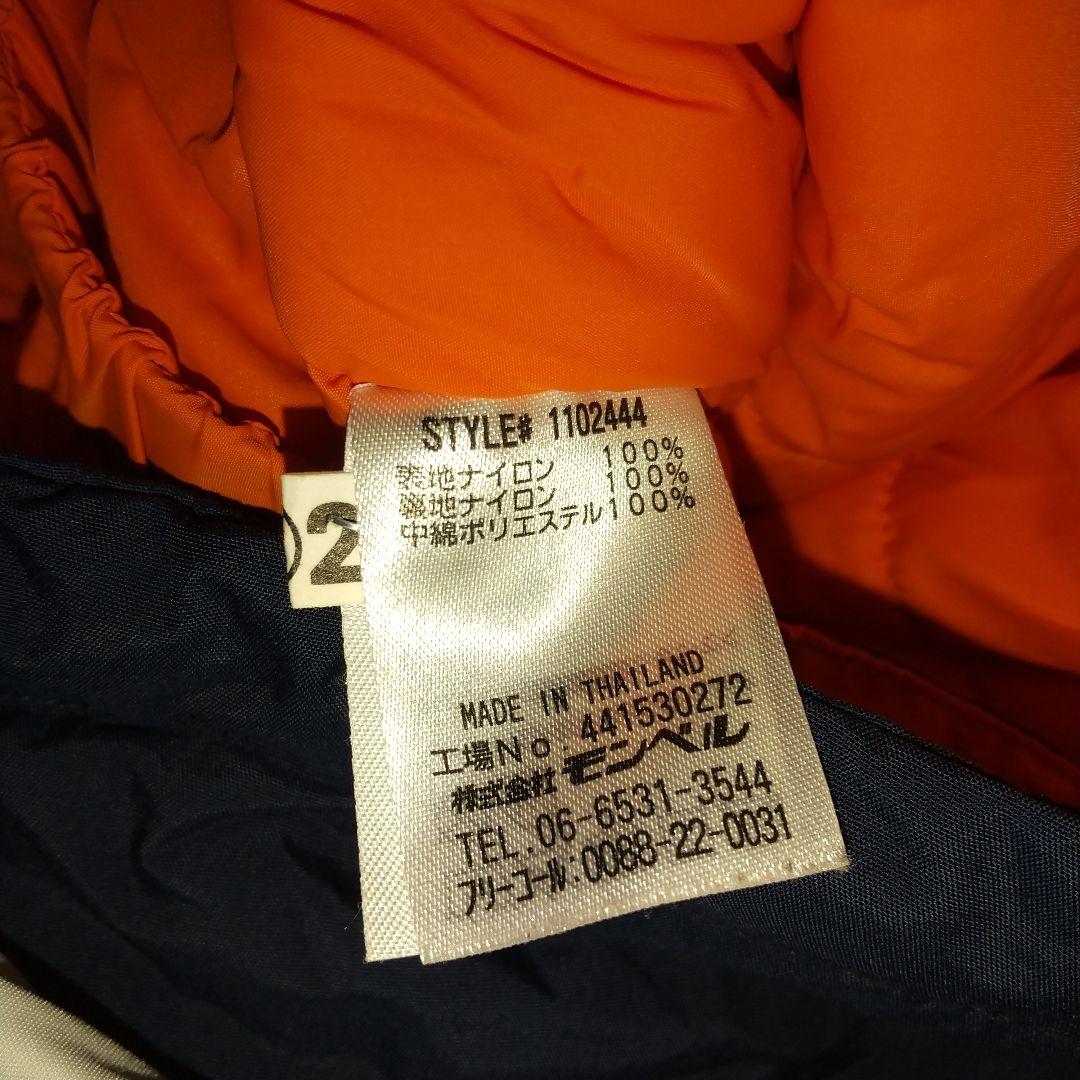 STYLE# 1102444
表地ナイロン 100%
裏地ナイロン 100%
中綿ポリエステル100%
2
MADE IN THAILAND
工場No.441530272
株式会社モンベル
TEL.06-6531-3544
フリーコール:0088-22-0031